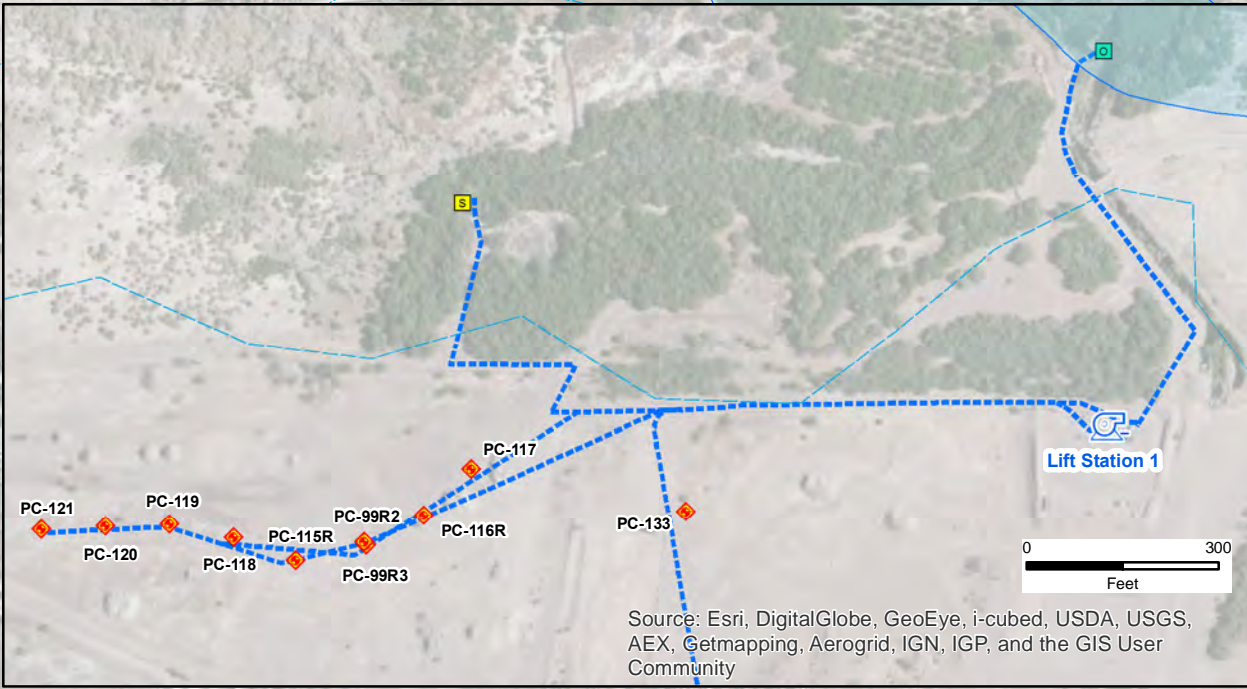 O
S
PC-117
Lift Station 1
PC-121
PC-119
PC-99R2
PC-115R
PC-116R
PC-133
PC-120
PC-118
PC-99R3
0 300
Feet
Source: Esri, DigitalGlobe, GeoEye, i-cubed, USDA, USGS,
AEX, Getmapping, Aerogrid, IGN, IGP, and the GIS User
Community